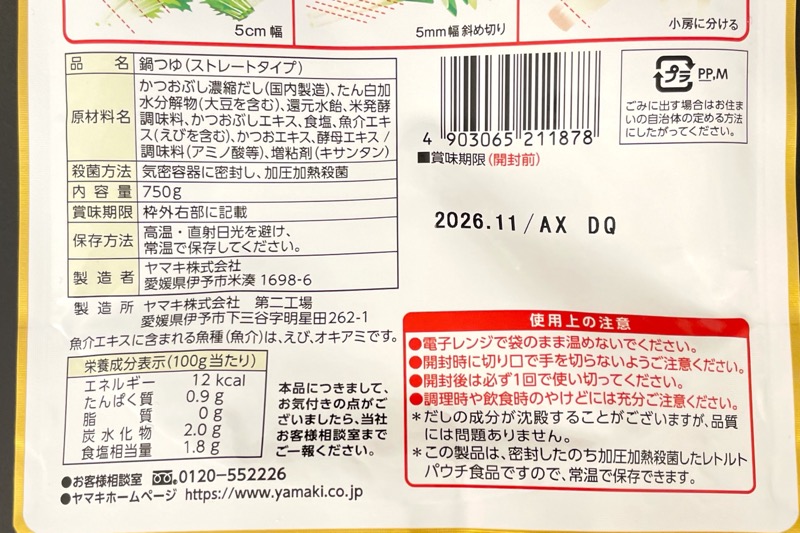 5cm幅
5mm幅 斜め切り
小房に分ける
品名 鍋つゆ(ストレートタイプ)
原材料名 かつおぶし濃縮だし(国内製造)、たん白加
水分解物(大豆を含む)、還元水飴、米発酵
調味料、かつおぶしエキス、食塩、魚介エキ
ス(えびを含む)、かつおエキス、酵母エキス/
調味料(アミノ酸等)、増粘剤(キサンタン)
殺菌方法 気密容器に密封し、加圧加熱殺菌
内容量 750g
賞味期限 枠外右部に記載
保存方法 高温・直射日光を避け、
常温で保存してください。
製造者 ヤマキ株式会社
愛媛県伊予市米湊1698-6
製造所 ヤマキ株式会社 第二工場
愛媛県伊予市下三谷字明星田262-1
魚介エキスに含まれる魚種(魚介)は、えび、オキアミです。
栄養成分表示(100g当たり)
エネルギー 12kcal
たんぱく質 0.9g
脂質 0g
炭水化物 2.0g
食塩相当量 1.8g
本品につきまして、
お気付きの点がご
ざいましたら、当社
お客様相談室まで
ご一報ください。
●お客様相談室 0120-552226
●ヤマキホームページ https://www.yamaki.co.jp
4 903065 211878
■賞味期限(開封前)
2026.11/AX DQ
プラ PP,M
ごみに出す場合はお住ま
いの自治体の定める方法
にしたがってください。
使用上の注意
●電子レンジで袋のまま温めないでください。
●開封時に切り口で手を切らないようご注意ください。
●開封後は必ず1回で使い切ってください。
●調理時や飲食時のやけどには充分ご注意ください。
*だしの成分が沈殿することがございますが、品質
には問題ありません。
*この製品は、密封したのち加圧加熱殺菌したレトルト
パウチ食品ですので、常温で保存できます。